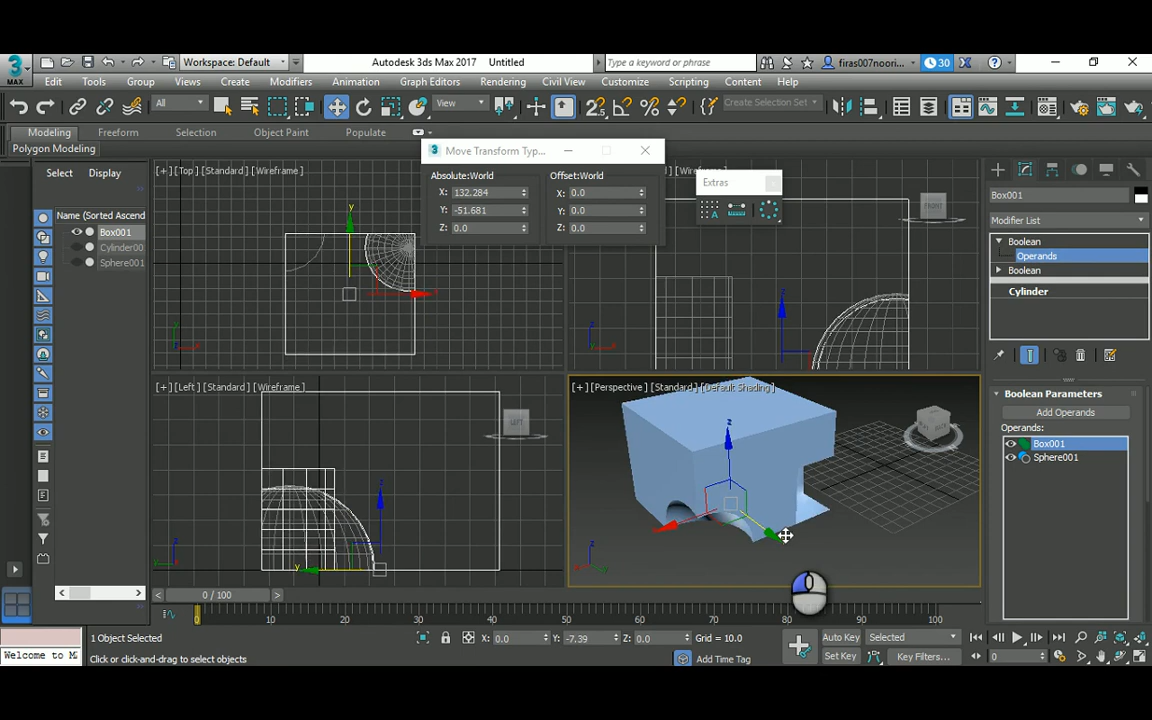 MAX
Workspace: Default
Autodesk 3ds Max 2017
Untitled
Type a keyword or phrase
firas007noori...
30
Edit
Tools
Group
Views
Create
Modifiers
Animation
Graph Editors
Rendering
Civil View
Customize
Scripting
Content
Help
All
View
Create Selection Set
Modeling
Freeform
Selection
Object Paint
Populate
Polygon Modeling
Select
Display
Name (Sorted Ascend
Box001
Cylinder00
Sphere001
[+] [Top] [Standard] [Wireframe]
Move Transform Typ...
Absolute:World
Offset:World
X: 132.284
X: 0.0
Y: -51.681
Y: 0.0
Z: 0.0
Z: 0.0
Extras
FRONT
[+] [Left] [Standard] [Wireframe]
LEFT
[+] [Perspective] [Standard] [Default Shading]
Box001
Modifier List
Boolean
Operands
Boolean
Cylinder
Boolean Parameters
Add Operands
Operands:
Box001
Sphere001
0 / 100
0
10
20
30
40
50
60
70
80
90
100
1 Object Selected
X: 0.0
Y: -7.39
Z: 0.0
Grid = 10.0
Auto Key
Selected
Welcome to M
Click or click-and-drag to select objects
Add Time Tag
Set Key
Key Filters...
0